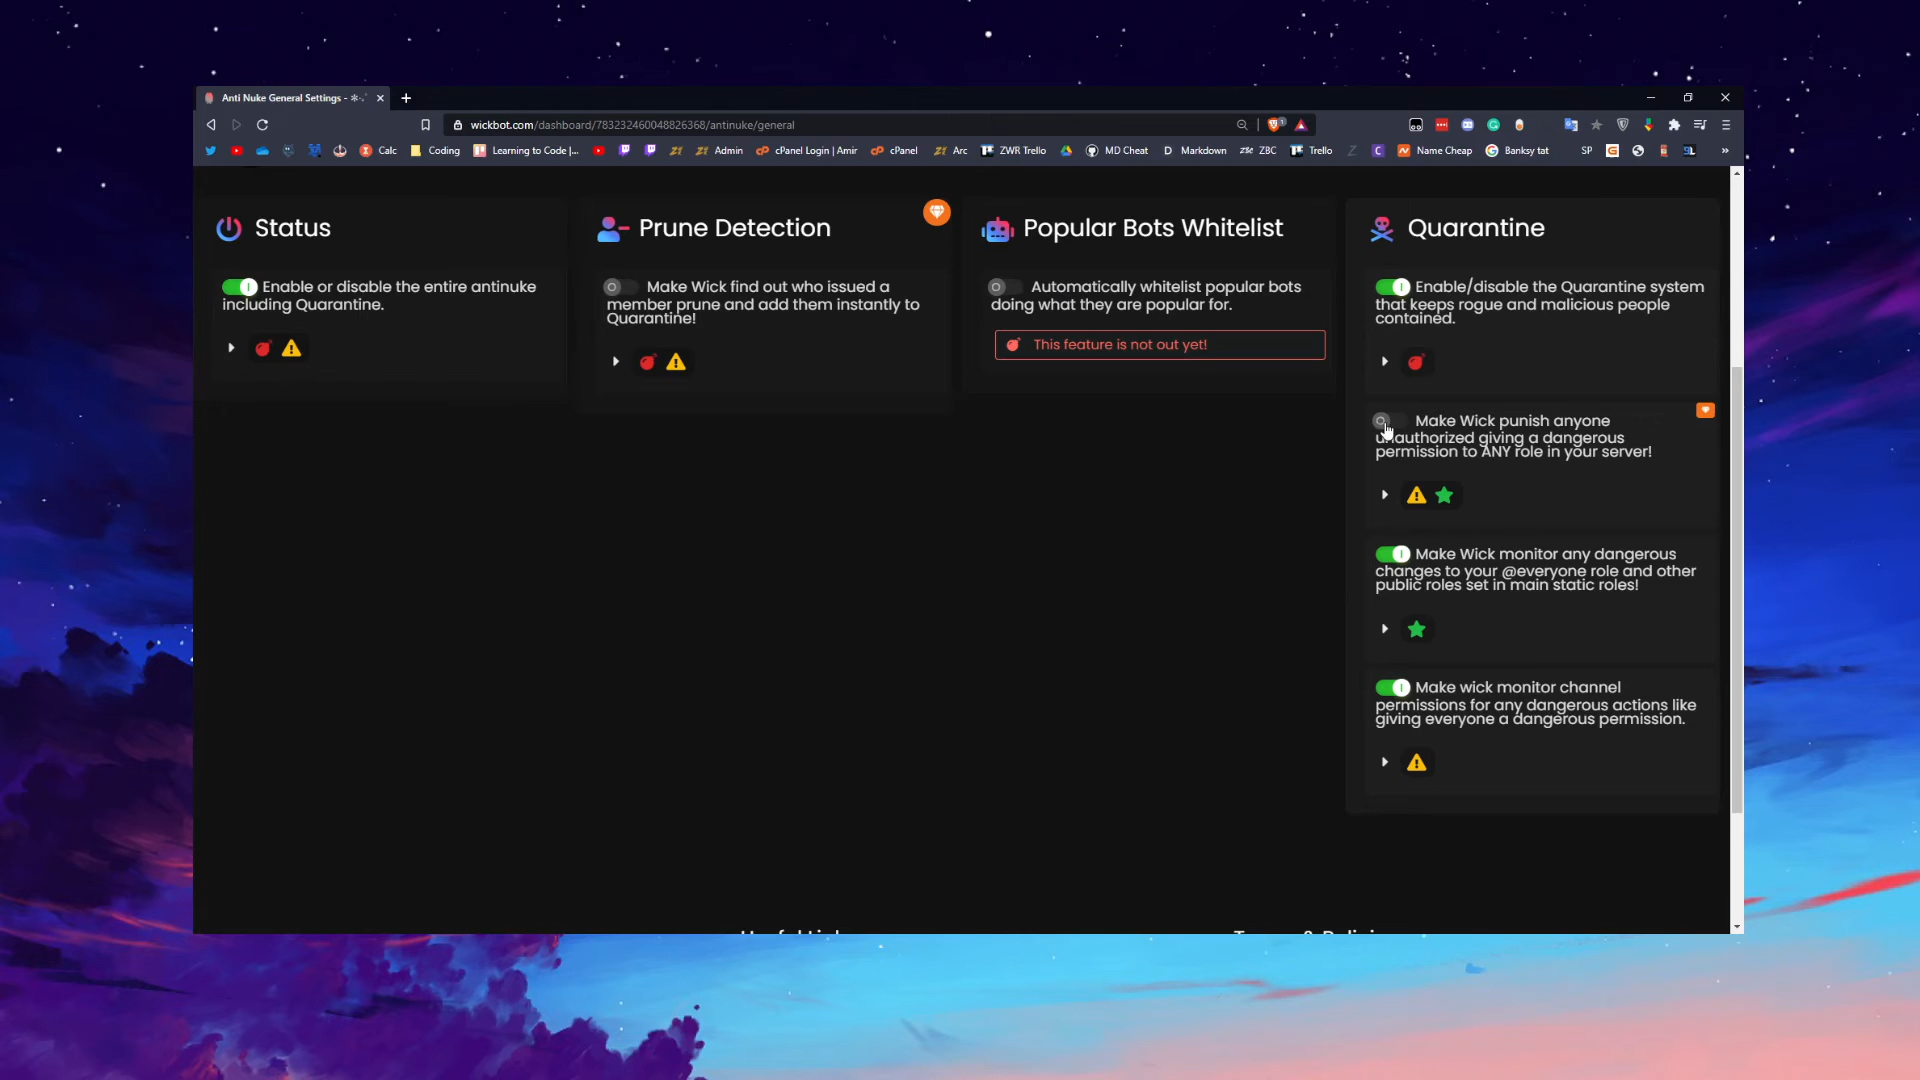 Anti Nuke General Settings -
wickbot.com/dashboard/783232460048826368/antinuke/general
Calc Coding Learning to Code |... Admin cPanel Login | Amir cPanel Arc ZWR Trello MD Cheat Markdown ZBC Trello Name Cheap Banksy tat SP
Status
Enable or disable the entire antinuke
including Quarantine.
Prune Detection
Make Wick find out who issued a
member prune and add them instantly to
Quarantine!
Popular Bots Whitelist
Automatically whitelist popular bots
doing what they are popular for.
This feature is not out yet!
Quarantine
Enable/disable the Quarantine system
that keeps rogue and malicious people
contained.
Make Wick punish anyone
unauthorized giving a dangerous
permission to ANY role in your server!
Make Wick monitor any dangerous
changes to your @everyone role and other
public roles set in main static roles!
Make wick monitor channel
permissions for any dangerous actions like
giving everyone a dangerous permission.